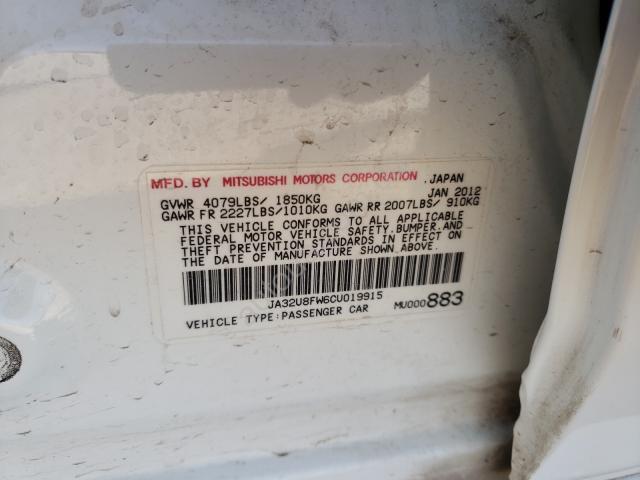 MFD. BY MITSUBISHI MOTORS CORPORATION . JAPAN
GVWR 4079LBS/ 1850KG JAN 2012
GAWR FR 2227LBS/1010KG GAWR RR 2007LBS/ 910KG
THIS VEHICLE CONFORMS TO ALL APPLICABLE
FEDERAL MOTOR VEHICLE SAFETY, BUMPER, AND
THEFT PREVENTION STANDARDS IN EFFECT ON
THE DATE OF MANUFACTURE SHOWN ABOVE.
JA32U8FW6CU019915
VEHICLE TYPE:PASSENGER CAR MU000883